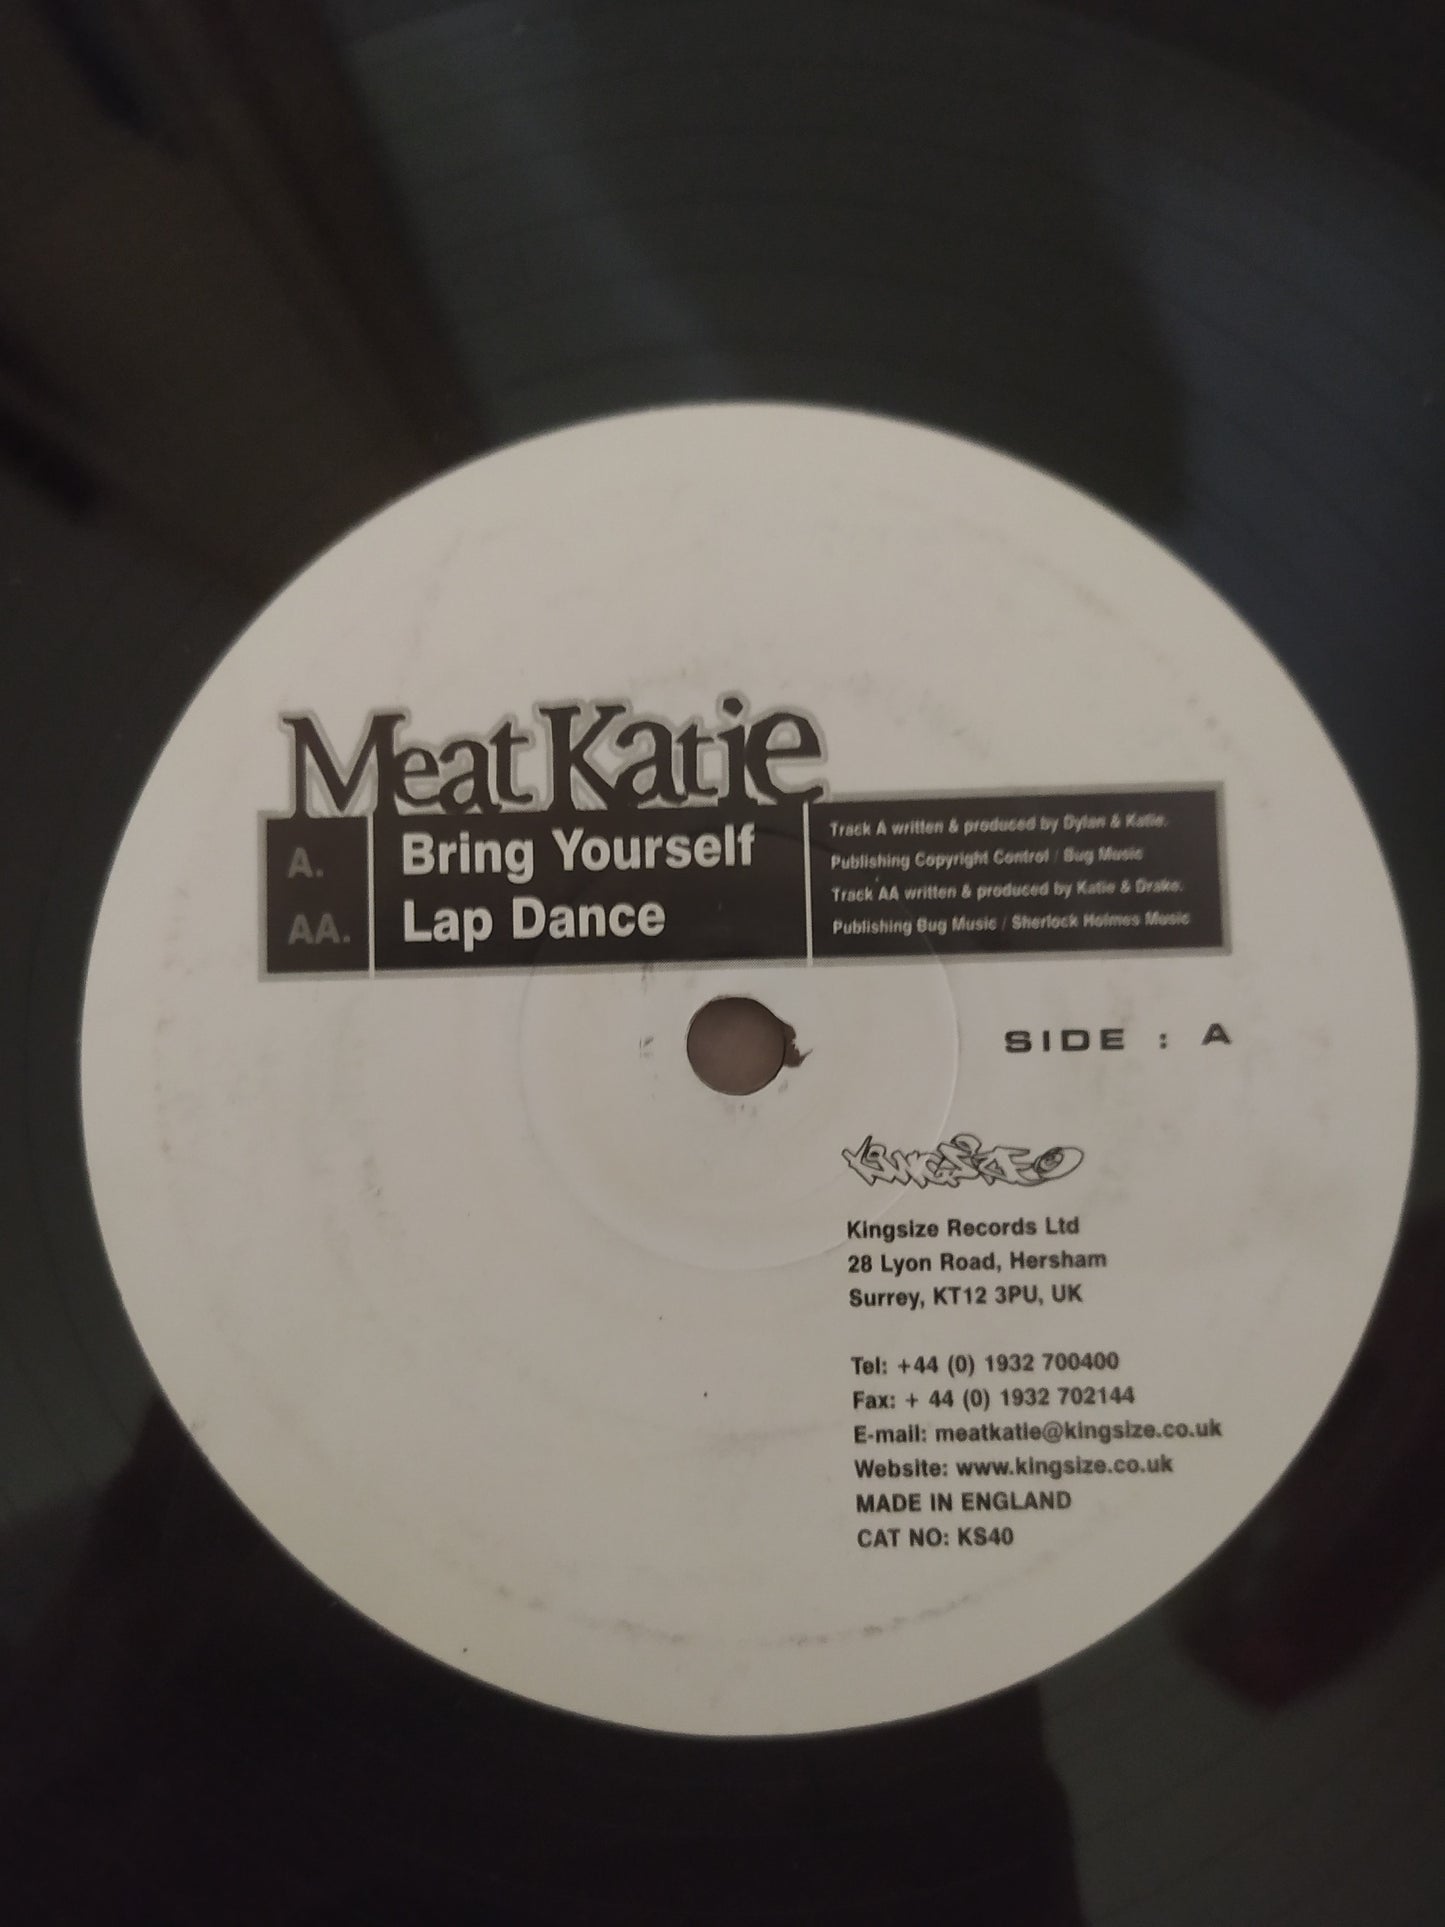 Meat Katie
A. Bring Yourself
AA. Lap Dance
Track A written & produced by Dylan & Katie.
Publishing Copyright Control / Bug Music
Track AA written & produced by Katie & Drake.
Publishing Bug Music / Sherlock Holmes Music
SIDE : A
KINGSIZE
Kingsize Records Ltd
28 Lyon Road, Hersham
Surrey, KT12 3PU, UK
Tel: +44 (0) 1932 700400
Fax: + 44 (0) 1932 702144
E-mail: meatkatie@kingsize.co.uk
Website: www.kingsize.co.uk
MADE IN ENGLAND
CAT NO: KS40